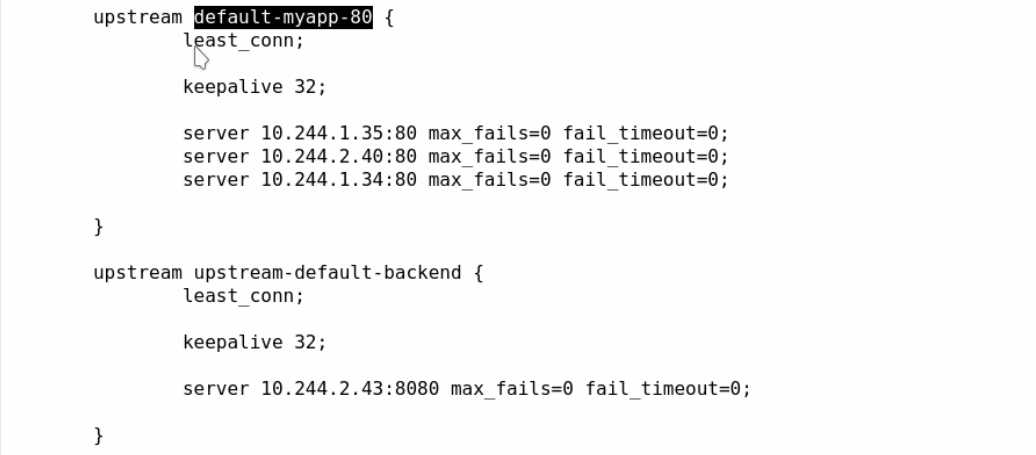 upstream default-myapp-80 {
least_conn;
keepalive 32;
server 10.244.1.35:80 max_fails=0 fail_timeout=0;
server 10.244.2.40:80 max_fails=0 fail_timeout=0;
server 10.244.1.34:80 max_fails=0 fail_timeout=0;
}
upstream upstream-default-backend {
least_conn;
keepalive 32;
server 10.244.2.43:8080 max_fails=0 fail_timeout=0;
}